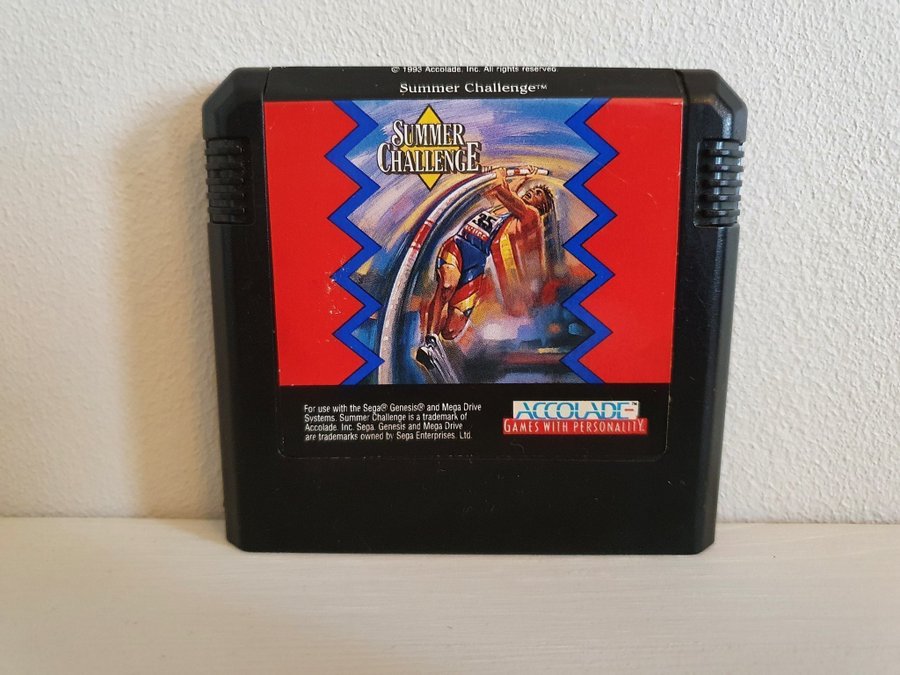 © 1993 Accolade, Inc. All rights reserved.
Summer Challenge™
SUMMER
CHALLENGE™
35
For use with the Sega® Genesis® and Mega Drive
Systems. Summer Challenge is a trademark of
Accolade, Inc. Sega, Genesis and Mega Drive
are trademarks owned by Sega Enterprises, Ltd.
ACCOLADE™
GAMES WITH PERSONALITY